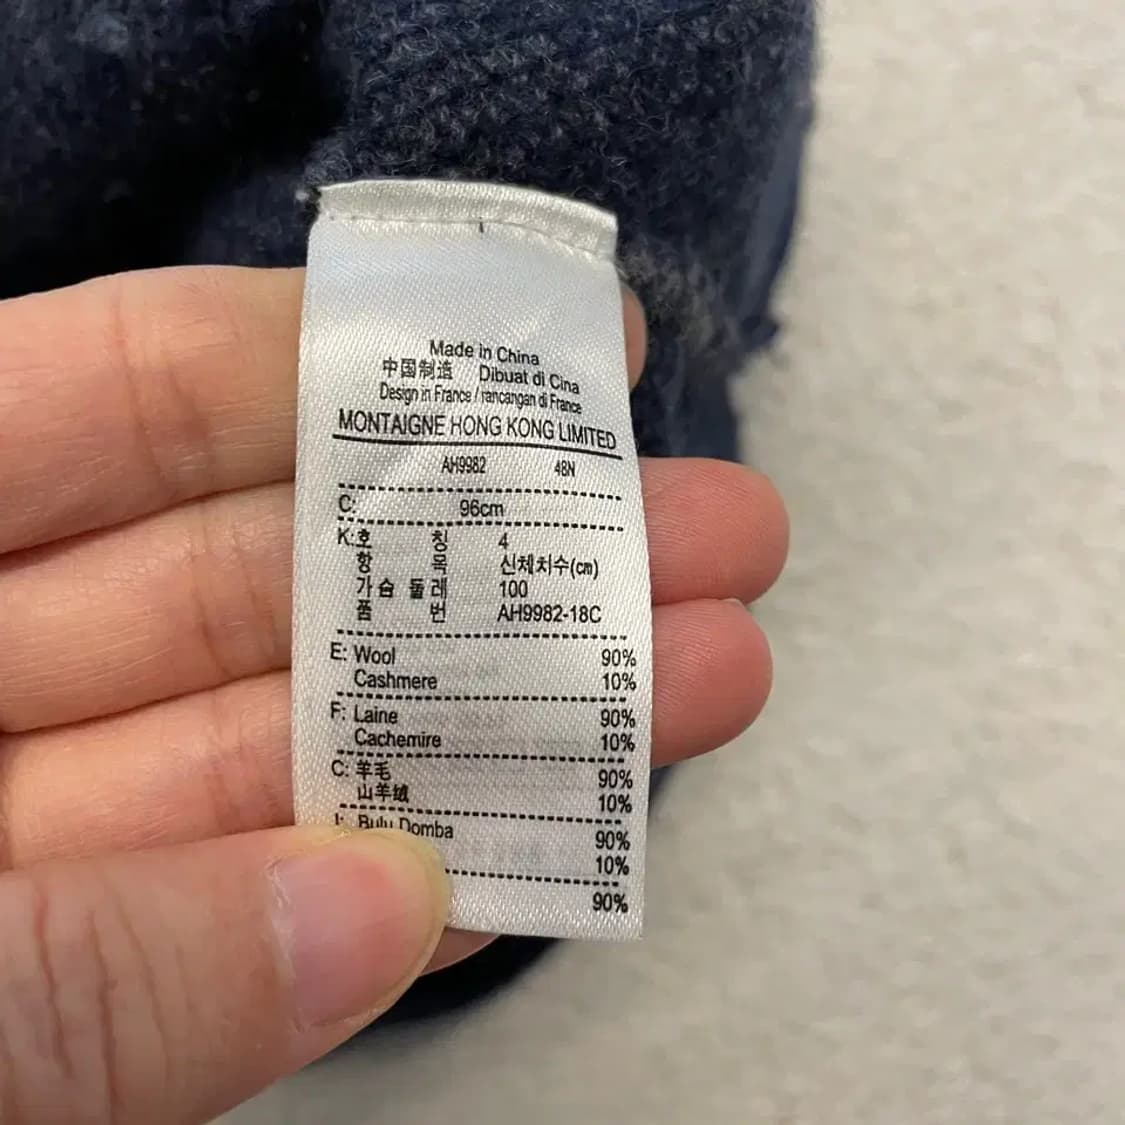 Made in China
中国制造 Dibuat di Cina
Design in France / rancangan di France
MONTAIGNE HONG KONG LIMITED
AH9982 48N
C: 96cm
K:호 칭 4
항 목 신체치수(cm)
가슴 둘레 100
품 번 AH9982-18C
E: Wool 90%
Cashmere 10%
F: Laine 90%
Cachemire 10%
C: 羊毛 90%
山羊绒 10%
I: Bulu Domba 90%
10%
90%